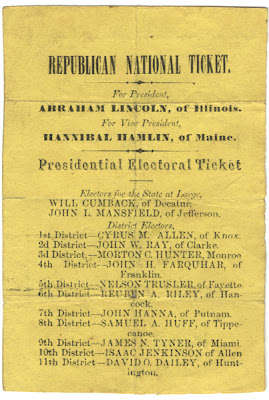 REPUBLICAN NATIONAL TICKET.
For President,
ABRAHAM LINCOLN, of Illinois.
For Vice President,
HANNIBAL HAMLIN, of Maine.
Presidential Electoral Ticket
Electors for the State at Large,
WILL CUMBACK, of Decatur.
JOHN L. MANSFIELD, of Jefferson.
District Electors,
1st District—CYRUS M. ALLEN, of Knox.
2d District—JOHN W. RAY, of Clarke.
3d District—MORTON C. HUNTER, Monroe
4th District—JOHN H. FARQUHAR, of
Franklin.
5th District—NELSON TRUSLER, of Fayette
6th District—REUBEN A. RILEY, of Han-
cock.
7th District—JOHN HANNA, of Putnam.
8th District—SAMUEL A. HUFF, of Tippe-
canoe.
9th District—JAMES N. TYNER, of Miami.
10th District—ISAAC JENKINSON of Allen
11th District—DAVID O. DAILEY, of Hunt-
ington.